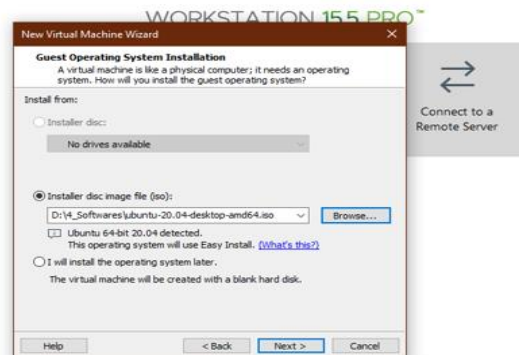 WORKSTATION 15.5 PRO™
New Virtual Machine Wizard
Guest Operating System Installation
A virtual machine is like a physical computer; it needs an operating
system. How will you install the guest operating system?
Install from:
Installer disc:
No drives available
Installer disc image file (iso):
D:\4_Softwares\ubuntu-20.04-desktop-amd64.iso
Browse...
Ubuntu 64-bit 20.04 detected.
This operating system will use Easy Install. (What's this?)
I will install the operating system later.
The virtual machine will be created with a blank hard disk.
Help
< Back
Next >
Cancel
Connect to a
Remote Server